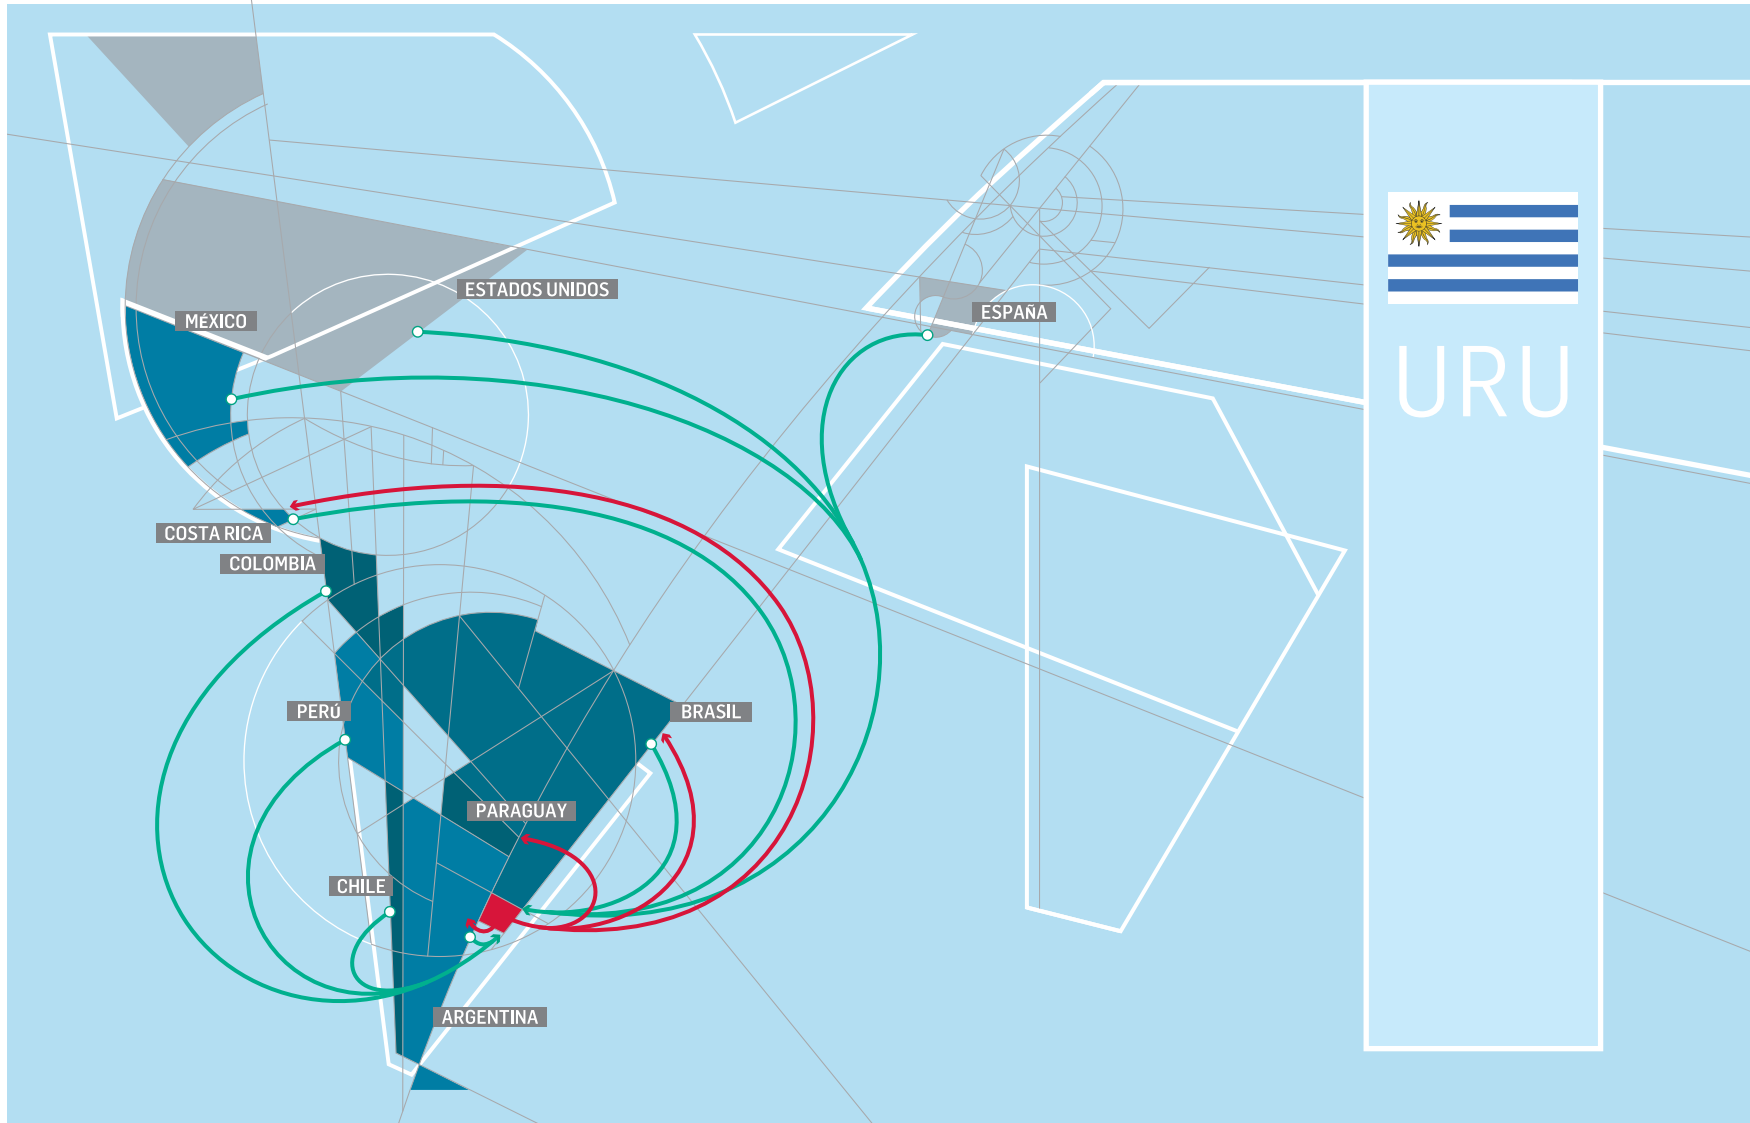 ESTADOS UNIDOS
MÉXICO
ESPAÑA
URU
COSTA RICA
COLOMBIA
PERÚ
BRASIL
PARAGUAY
CHILE
ARGENTINA